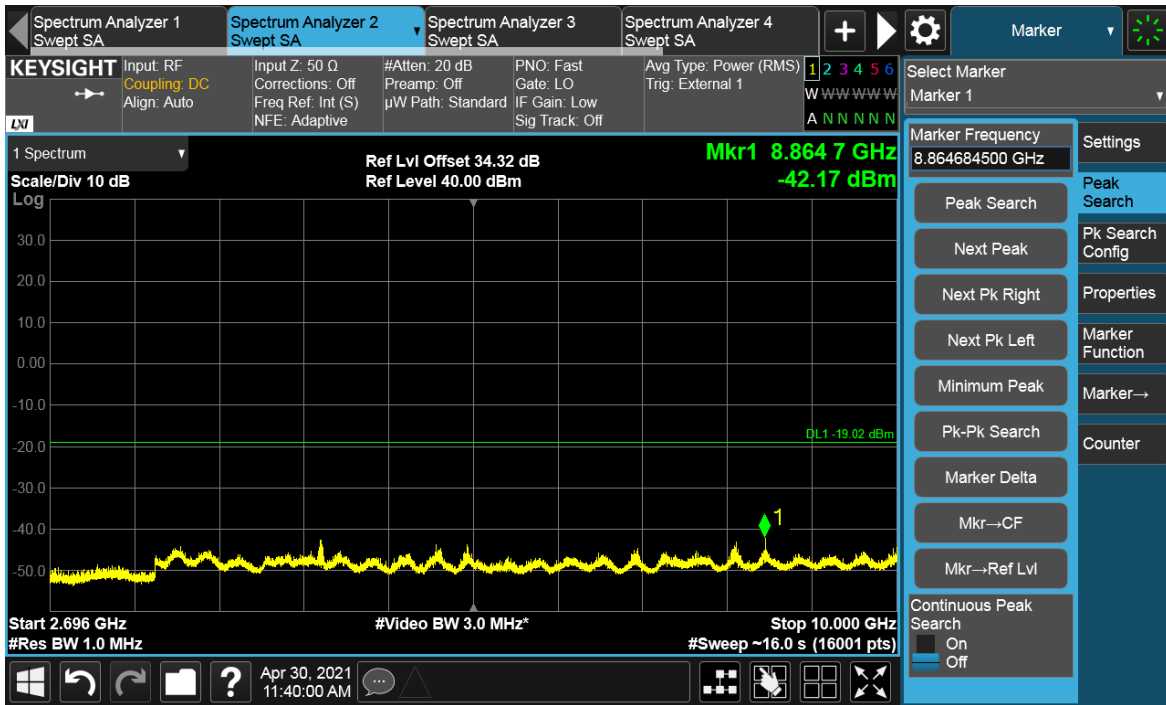 Spectrum Analyzer 1
Swept SA
Spectrum Analyzer 2
Swept SA
Spectrum Analyzer 3
Swept SA
Spectrum Analyzer 4
Swept SA
+
Marker
KEYSIGHT
LXI
Input: RF
Coupling: DC
Align: Auto
Input Z: 50 Ω
Corrections: Off
Freq Ref: Int (S)
NFE: Adaptive
#Atten: 20 dB
Preamp: Off
µW Path: Standard
PNO: Fast
Gate: LO
IF Gain: Low
Sig Track: Off
Avg Type: Power (RMS)
Trig: External 1
1 2 3 4 5 6
W W W W W W
A N N N N N
Select Marker
Marker 1
1 Spectrum
Scale/Div 10 dB
Log
Ref Lvl Offset 34.32 dB
Ref Level 40.00 dBm
Mkr1 8.864 7 GHz
-42.17 dBm
30.0
20.0
10.0
0.00
-10.0
-20.0
-30.0
-40.0
-50.0
DL1 -19.02 dBm
1
Start 2.696 GHz
#Res BW 1.0 MHz
#Video BW 3.0 MHz*
Stop 10.000 GHz
#Sweep ~16.0 s (16001 pts)
Marker Frequency
8.864684500 GHz
Peak Search
Next Peak
Next Pk Right
Next Pk Left
Minimum Peak
Pk-Pk Search
Marker Delta
Mkr→CF
Mkr→Ref Lvl
Continuous Peak
Search
On
Off
Settings
Peak
Search
Pk Search
Config
Properties
Marker
Function
Marker→
Counter
?
Apr 30, 2021
11:40:00 AM